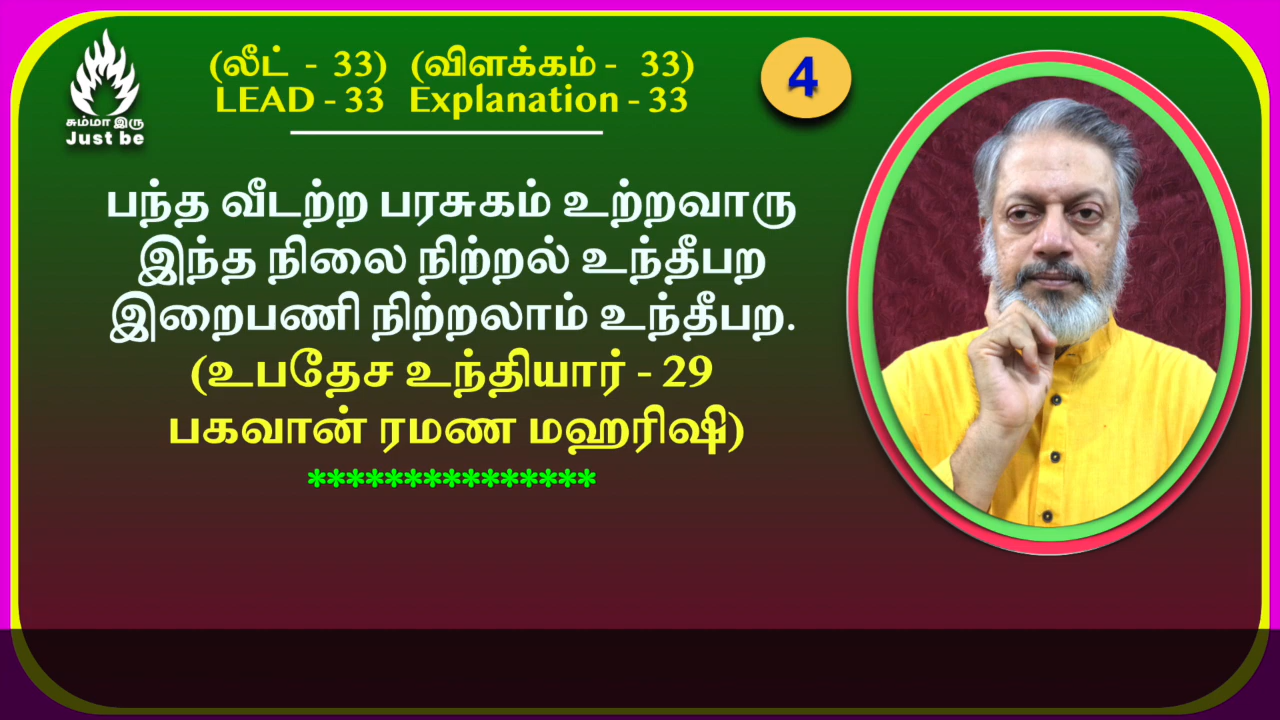 சும்மா இரு
Just be
(லீட் - 33) (விளக்கம் - 33)
LEAD - 33 Explanation - 33
4
பந்த வீடற்ற பரசுகம் உற்றவாரு
இந்த நிலை நிற்றல் உந்தீபற
இறைபணி நிற்றலாம் உந்தீபற.
(உபதேச உந்தியார் - 29
பகவான் ரமண மஹரிஷி)
***************